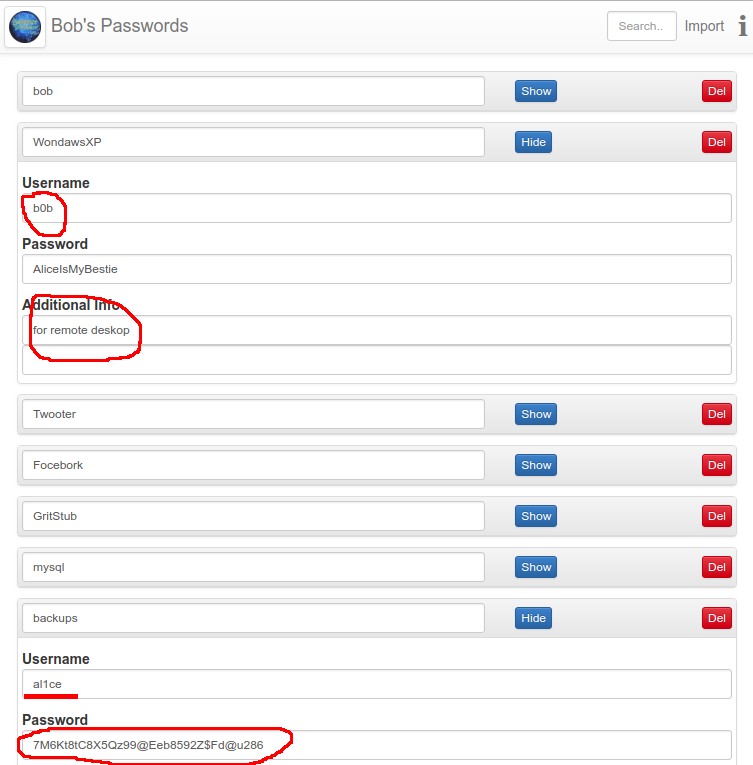 Bob's Passwords Search.. Import i
bob Show Del
WondawsXP Hide Del
Username
b0b
Password
AliceIsMyBestie
Additional Info
for remote deskop
Twooter Show Del
Focebork Show Del
GritStub Show Del
mysql Show Del
backups Hide Del
Username
al1ce
Password
7M6Kt8tC8X5Qz99@Eeb8592Z$Fd@u286